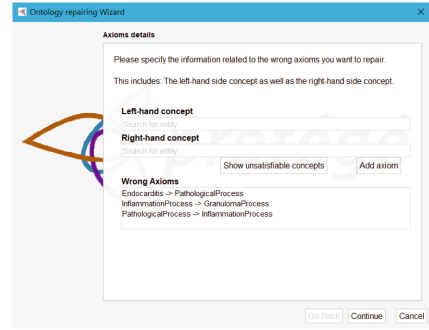 Ontology repairing Wizard
Axioms details
Please specify the information related to the wrong axioms you want to repair.
This includes: The left-hand side concept as well as the right-hand side concept.
Left-hand concept
Search for entity
Right-hand concept
Search for entity
Show unsatisfiable concepts Add axiom
Wrong Axioms
Endocarditis -> PathologicalProcess
InflammationProcess -> GranulomaProcess
PathologicalProcess -> InflammationProcess
Go Back Continue Cancel